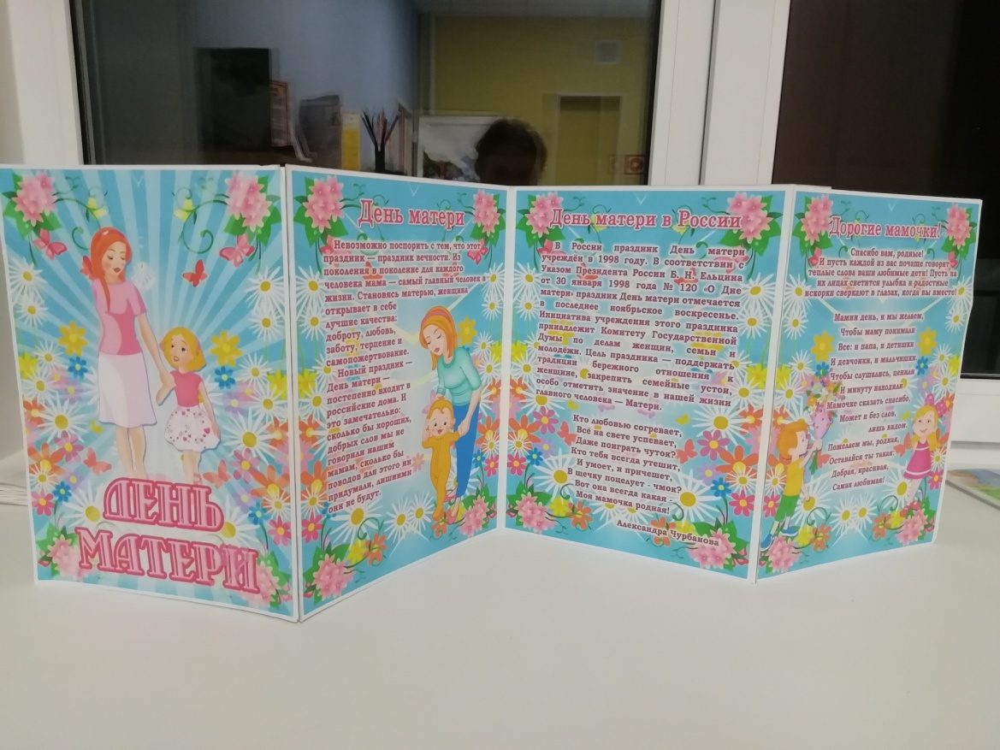 ДЕНЬ
МАТЕРИ
День матери
Невозможно поспорить с тем, что этот
праздник — праздник вечности. Из
поколения в поколение для каждого
человека мама — самый главный человек в
жизни. Становясь матерью, женщина
открывает в себе
лучшие качества:
доброту, любовь,
заботу, терпение и
самопожертвование.
Новый праздник —
День матери —
постепенно входит в
российские дома. И
это замечательно:
сколько бы хороших,
добрых слов мы не
говорили нашим
мамам, сколько бы
поводов для этого ни
придумали, лишними
они не будут.
День матери в России
В России праздник День матери
учреждён в 1998 году. В соответствии с
Указом Президента России Б. Н. Ельцина
от 30 января 1998 года № 120 «О Дне
матери» праздник День матери отмечается
в последнее ноябрьское воскресенье.
Инициатива учреждения этого праздника
принадлежит Комитету Государственной
Думы по делам женщин, семьи и
молодёжи. Цель праздника — поддержать
традиции бережного отношения к
женщине, закрепить семейные устои,
особо отметить значение в нашей жизни
главного человека — Матери.
Кто любовью согревает,
Всё на свете успевает,
Даже поиграть чуток?
Кто тебя всегда утешит,
И умоет, и причешет,
В щечку поцелует - чмок?
Вот она всегда какая -
Моя мамочка родная!
Александра Чурбанова
Дорогие мамочки!
Спасибо вам, родные!
И пусть каждой из вас почаще говорят
теплые слова ваши любимые дети! Пусть на
их лицах светится улыбка и радостные
искорки сверкают в глазах, когда вы вместе!
Мамин день, и мы желаем,
Чтобы маму понимали
Все: и папа, и детишки
И девчонки, и мальчишки.
Чтобы слушались, ценили
И минуту находили
Мамочке сказать спасибо,
Может и без слов,
лишь видом.
Пожелаем мы, родная,
Оставайся ты такая:
Добрая, красивая,
Самая любимая!